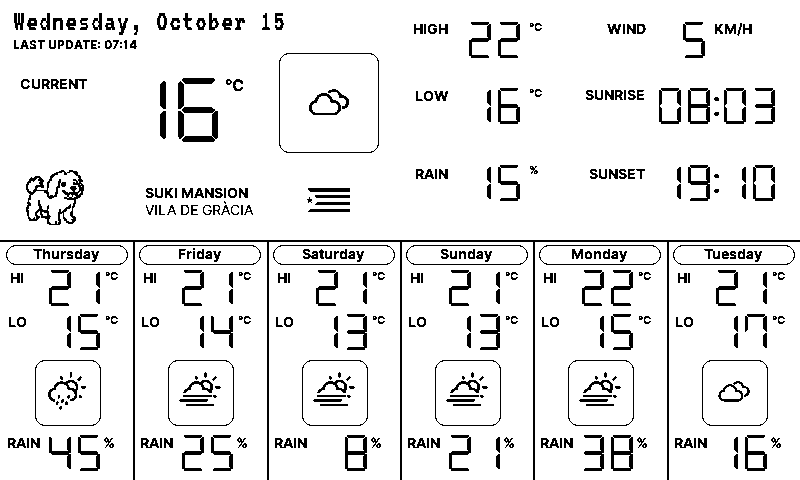 Wednesday, October 15
LAST UPDATE: 07:14
CURRENT 16 °C
HIGH 22 °C
LOW 16 °C
RAIN 15 %
WIND 5 KM/H
SUNRISE 08:03
SUNSET 19:10
SUKI MANSION
VILA DE GRÀCIA
Thursday
HI 21 °C
LO 15 °C
RAIN 45 %
Friday
HI 21 °C
LO 14 °C
RAIN 25 %
Saturday
HI 21 °C
LO 13 °C
RAIN 8 %
Sunday
HI 21 °C
LO 13 °C
RAIN 21 %
Monday
HI 22 °C
LO 15 °C
RAIN 38 %
Tuesday
HI 21 °C
LO 17 °C
RAIN 16 %